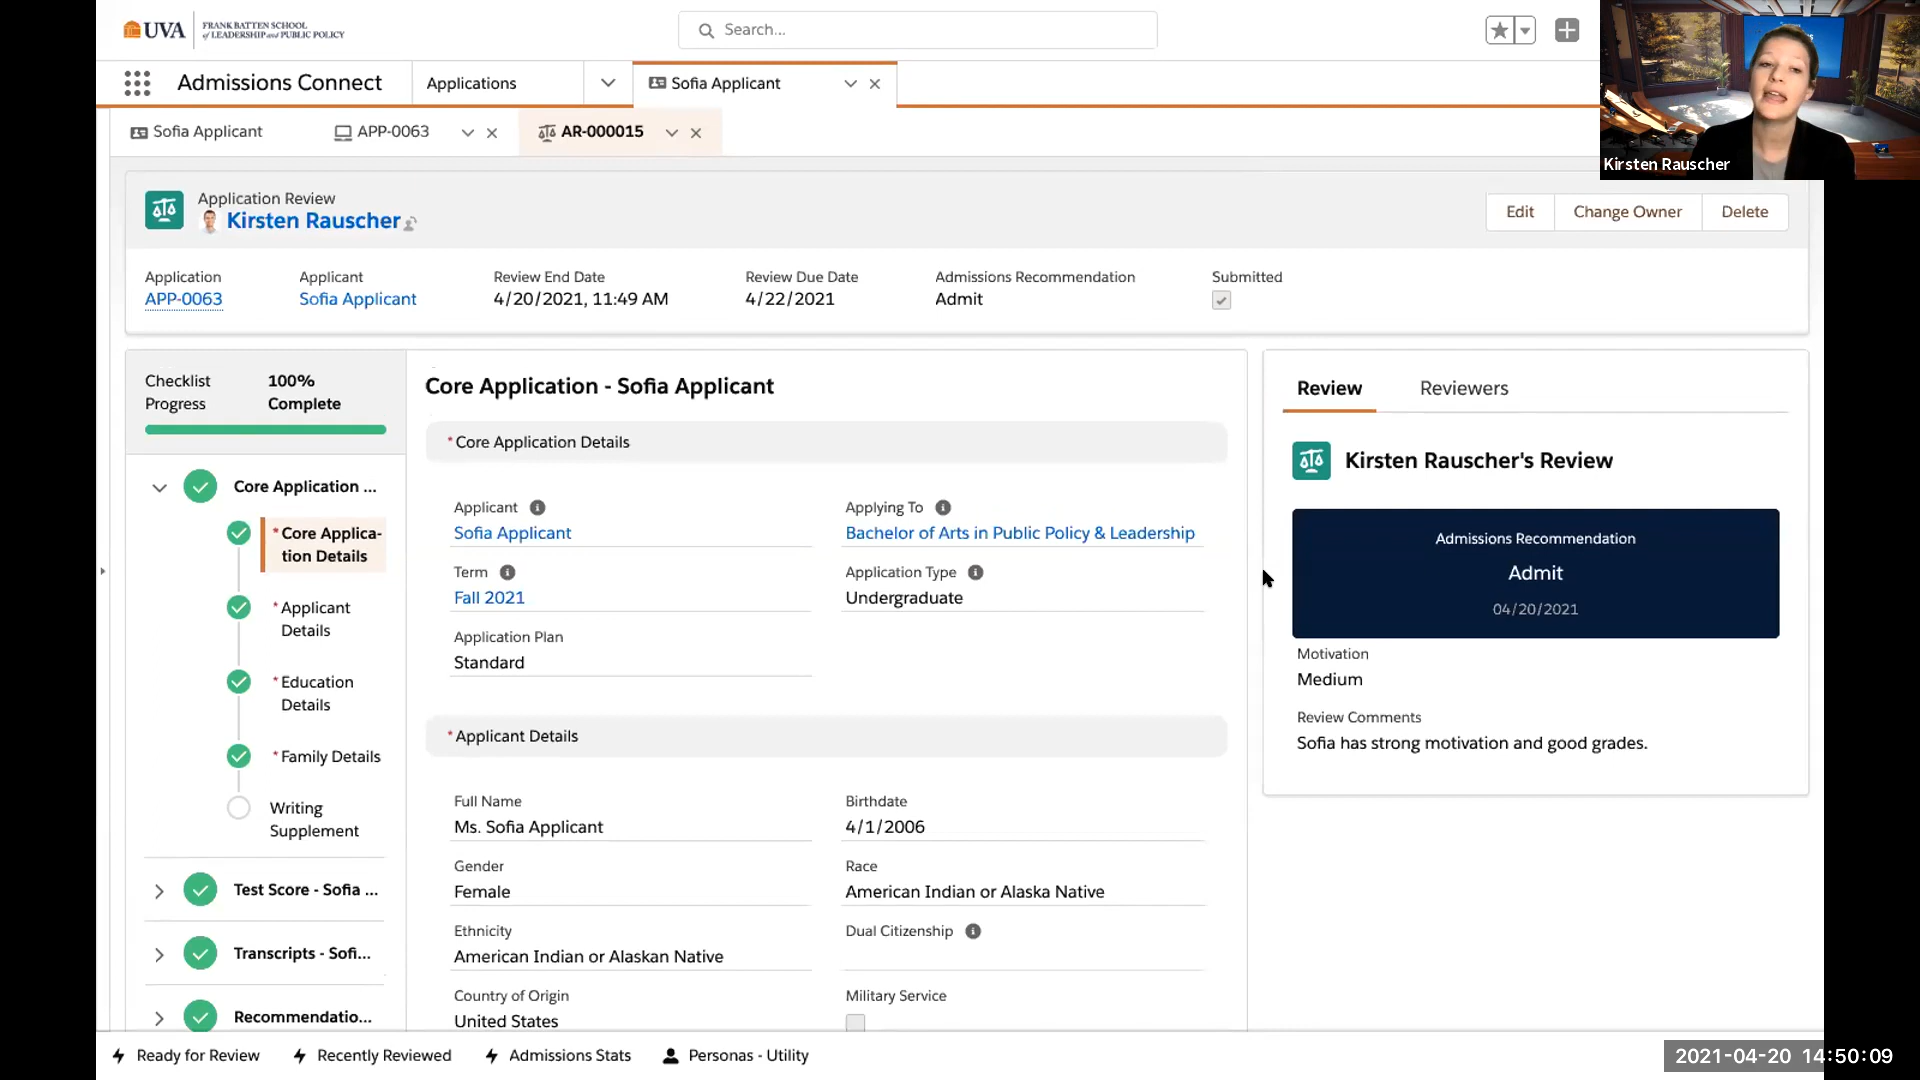 UVA
FRANK BATTEN SCHOOL
of LEADERSHIP and PUBLIC POLICY
Search...
Kirsten Rauscher
Admissions Connect
Applications
Sofia Applicant
Sofia Applicant
APP-0063
AR-000015
Application Review
Kirsten Rauscher
Edit
Change Owner
Delete
Application
Applicant
Review End Date
Review Due Date
Admissions Recommendation
Submitted
APP-0063
Sofia Applicant
4/20/2021, 11:49 AM
4/22/2021
Admit
Checklist
Progress
100%
Complete
Core Application ...
* Core Applica-
tion Details
* Applicant
Details
* Education
Details
* Family Details
Writing
Supplement
Test Score - Sofia ...
Transcripts - Sofi...
Recommendatio...
Core Application - Sofia Applicant
* Core Application Details
Applicant
Applying To
Sofia Applicant
Bachelor of Arts in Public Policy & Leadership
Term
Application Type
Fall 2021
Undergraduate
Application Plan
Standard
* Applicant Details
Full Name
Birthdate
Ms. Sofia Applicant
4/1/2006
Gender
Race
Female
American Indian or Alaska Native
Ethnicity
Dual Citizenship
American Indian or Alaskan Native
Country of Origin
Military Service
United States
Review
Reviewers
Kirsten Rauscher's Review
Admissions Recommendation
Admit
04/20/2021
Motivation
Medium
Review Comments
Sofia has strong motivation and good grades.
Ready for Review
Recently Reviewed
Admissions Stats
Personas - Utility
2021-04-20 14:50:09